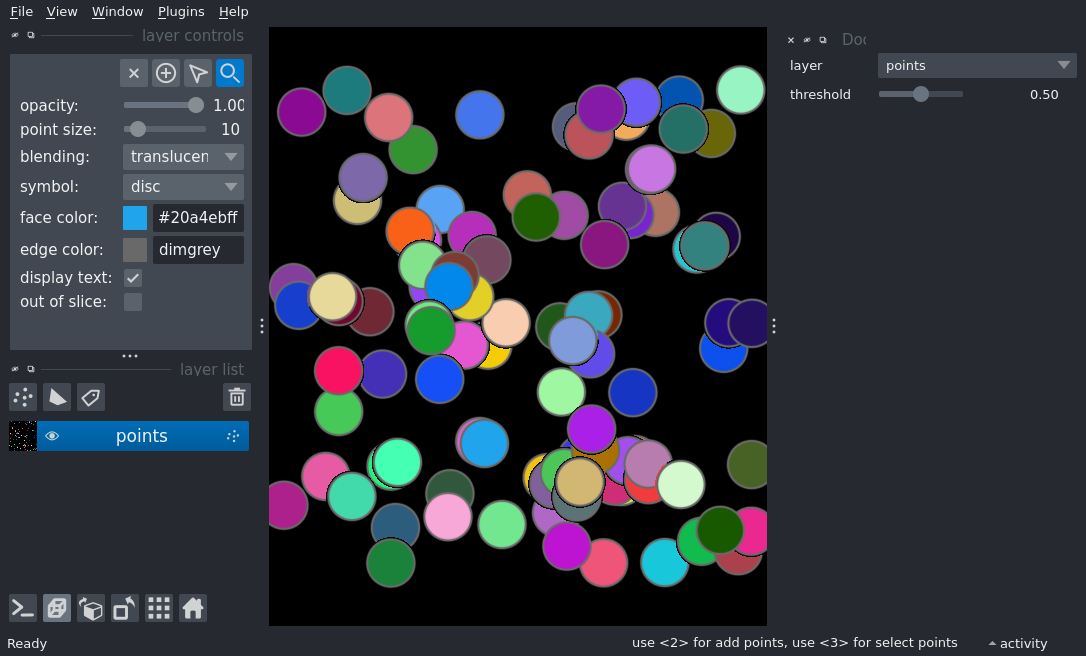 File View Window Plugins Help
layer controls
opacity: 1.00
point size: 10
blending: translucen
symbol: disc
face color: #20a4ebff
edge color: dimgrey
display text:
out of slice:
layer list
points
Doc
layer points
threshold 0.50
Ready
use <2> for add points, use <3> for select points
activity